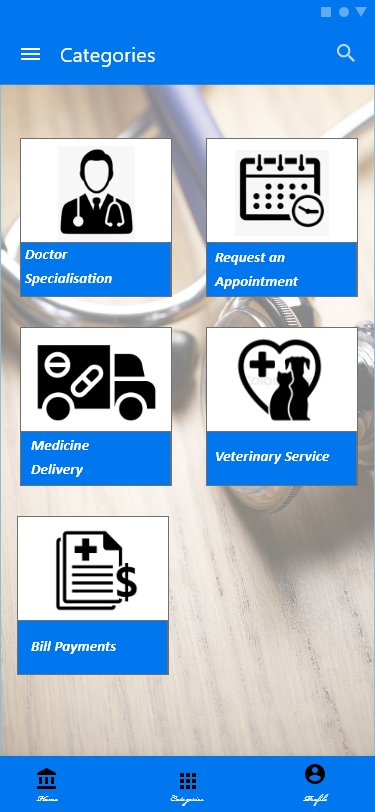 Categories
Doctor
Specialisation
Request an
Appointment
Medicine
Delivery
Veterinary Service
$
Bill Payments
Home
Categories
Profile